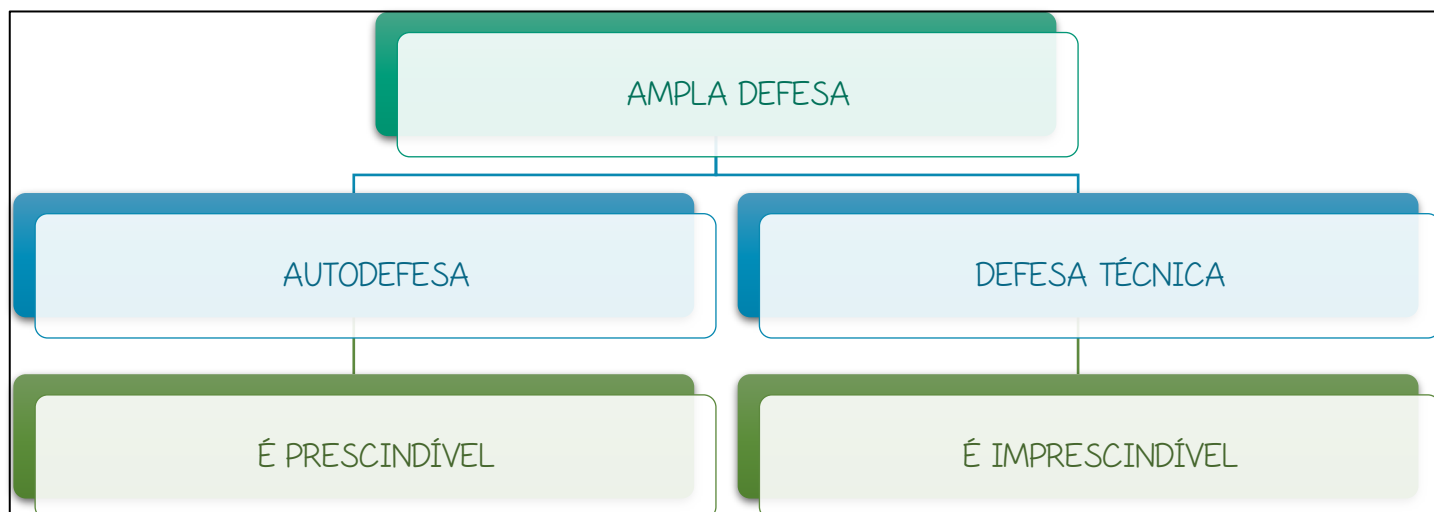 AMPLA DEFESA
AUTODEFESA
DEFESA TÉCNICA
É PRESCINDÍVEL
É IMPRESCINDÍVEL